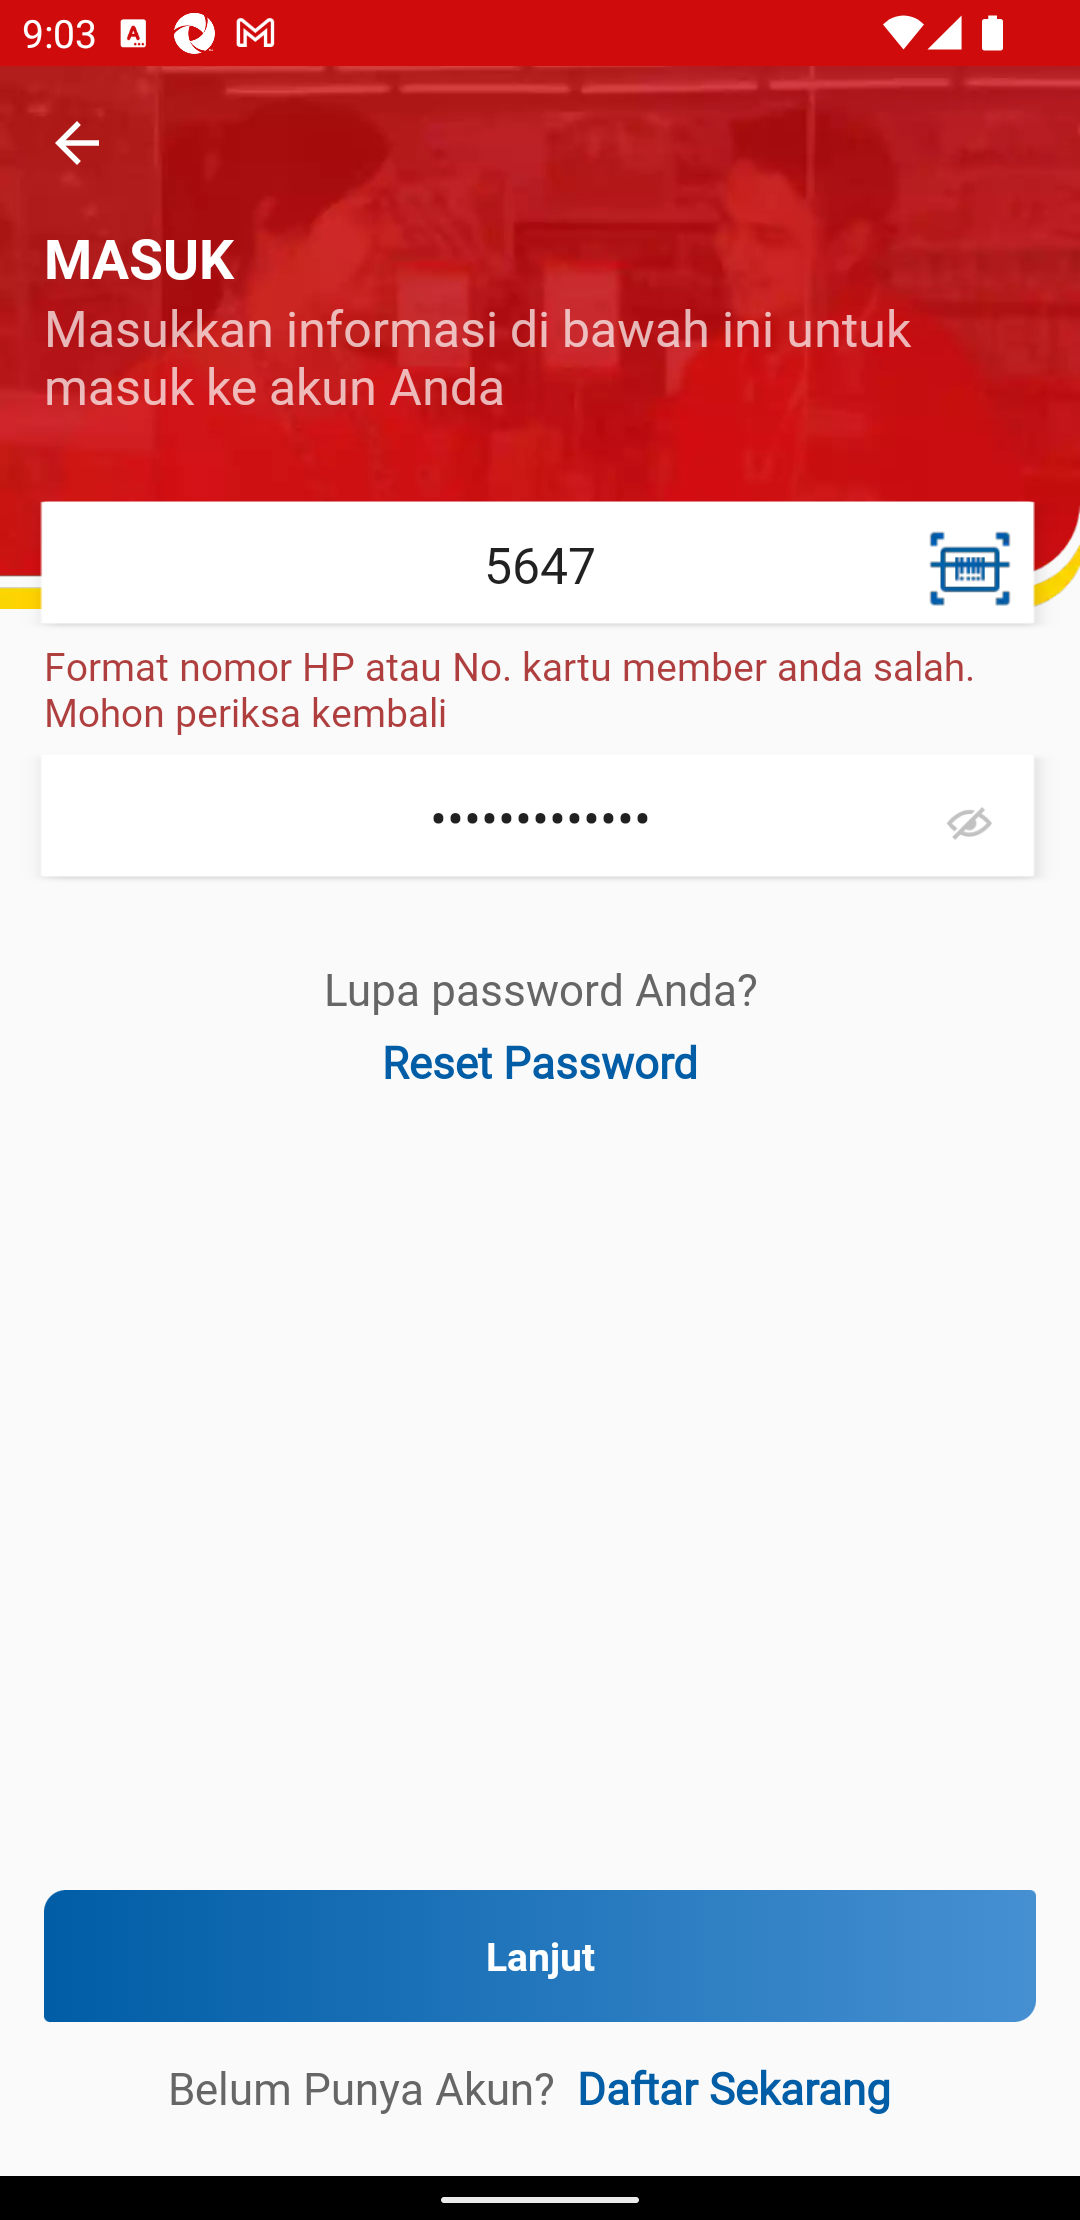 9:03
MASUK
Masukkan informasi di bawah ini untuk
masuk ke akun Anda
5647
Format nomor HP atau No. kartu member anda salah.
Mohon periksa kembali
•••••••••••••
Lupa password Anda?
Reset Password
Lanjut
Belum Punya Akun? Daftar Sekarang